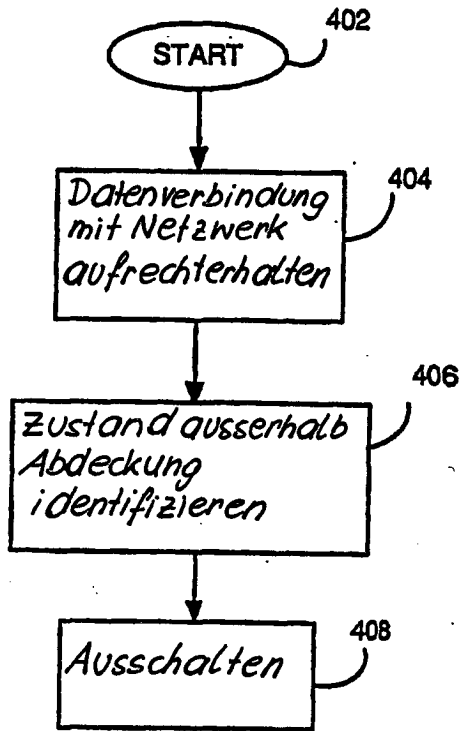 402
START
404
Datenverbindung
mit Netzwerk
aufrechterhalten
406
Zustand ausserhalb
Abdeckung
identifizieren
408
Ausschalten